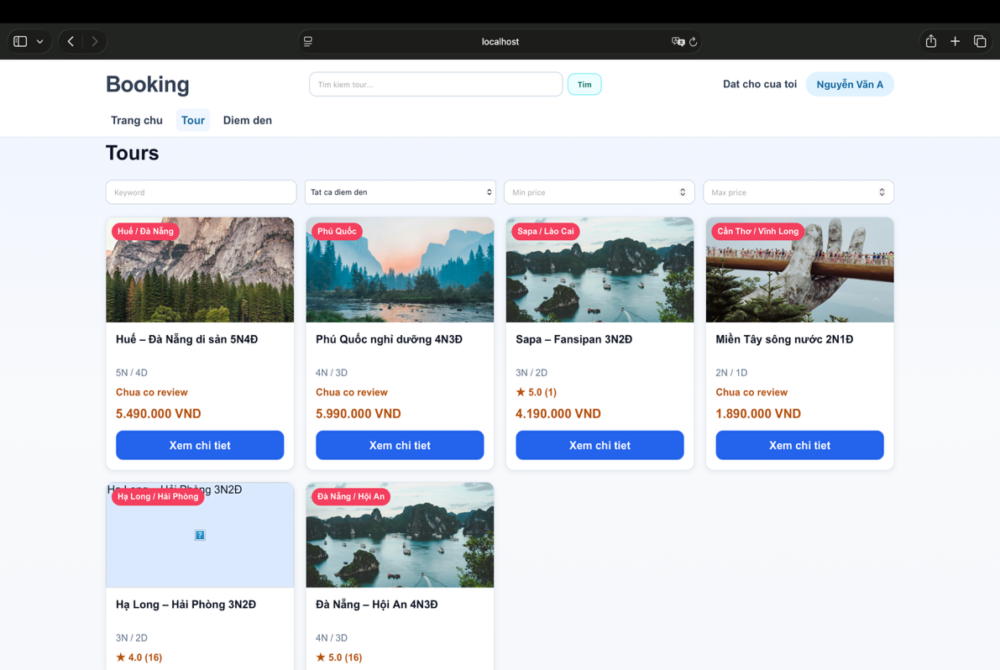 localhost
Booking
Tim kiem tour...
Tim
Dat cho cua toi
Nguyễn Văn A
Trang chu
Tour
Diem den
Tours
Keyword
Tat ca diem den
Min price
Max price
Huế / Đà Nẵng
Phú Quốc
Sapa / Lào Cai
Cần Thơ / Vĩnh Long
Huế – Đà Nẵng di sản 5N4Đ
Phú Quốc nghỉ dưỡng 4N3Đ
Sapa – Fansipan 3N2Đ
Miền Tây sông nước 2N1Đ
5N / 4D
4N / 3D
3N / 2D
2N / 1D
Chua co review
Chua co review
★ 5.0 (1)
Chua co review
5.490.000 VND
5.990.000 VND
4.190.000 VND
1.890.000 VND
Xem chi tiet
Xem chi tiet
Xem chi tiet
Xem chi tiet
Hạ Long – Hải Phòng 3N2Đ
Hạ Long / Hải Phòng
Đà Nẵng / Hội An
Hạ Long – Hải Phòng 3N2Đ
Đà Nẵng – Hội An 4N3Đ
3N / 2D
4N / 3D
★ 4.0 (16)
★ 5.0 (16)